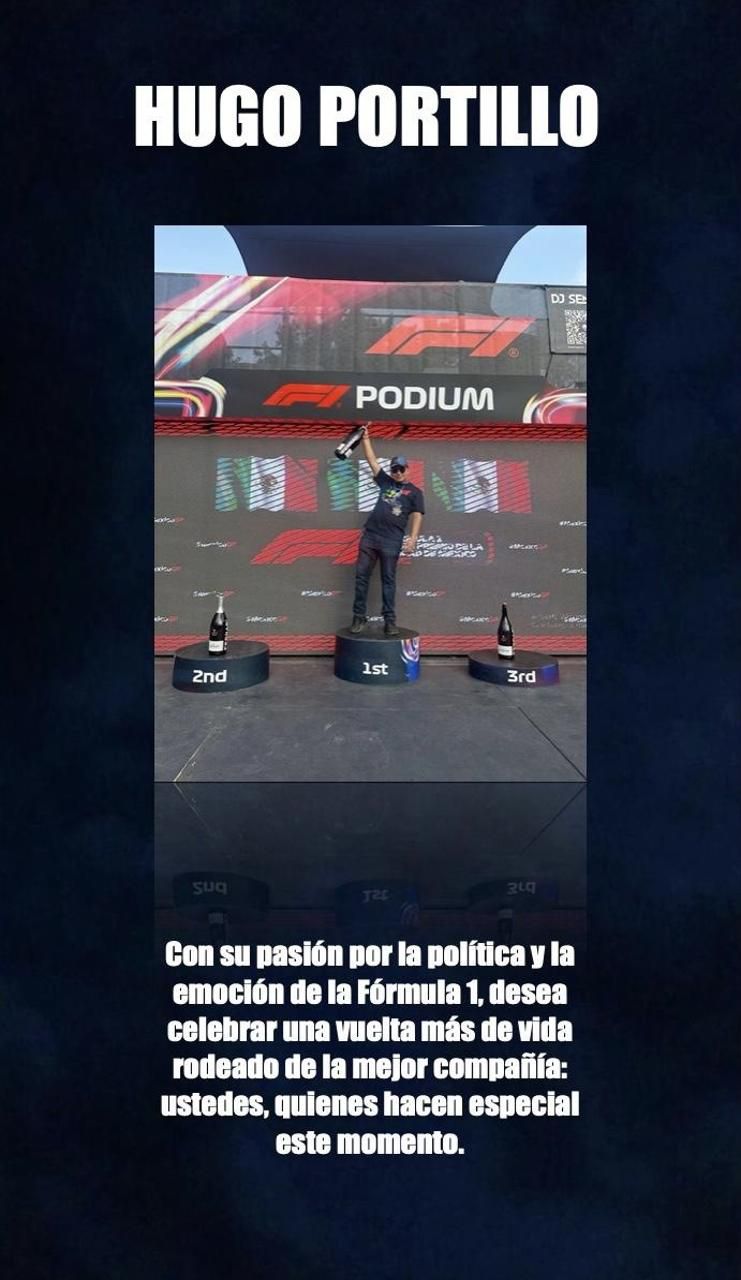 HUGO PORTILLO
DJ SE
F1
F1 PODIUM
2nd
1st
3rd
Con su pasión por la política y la
emoción de la Fórmula 1, desea
celebrar una vuelta más de vida
rodeado de la mejor compañía:
ustedes, quienes hacen especial
este momento.